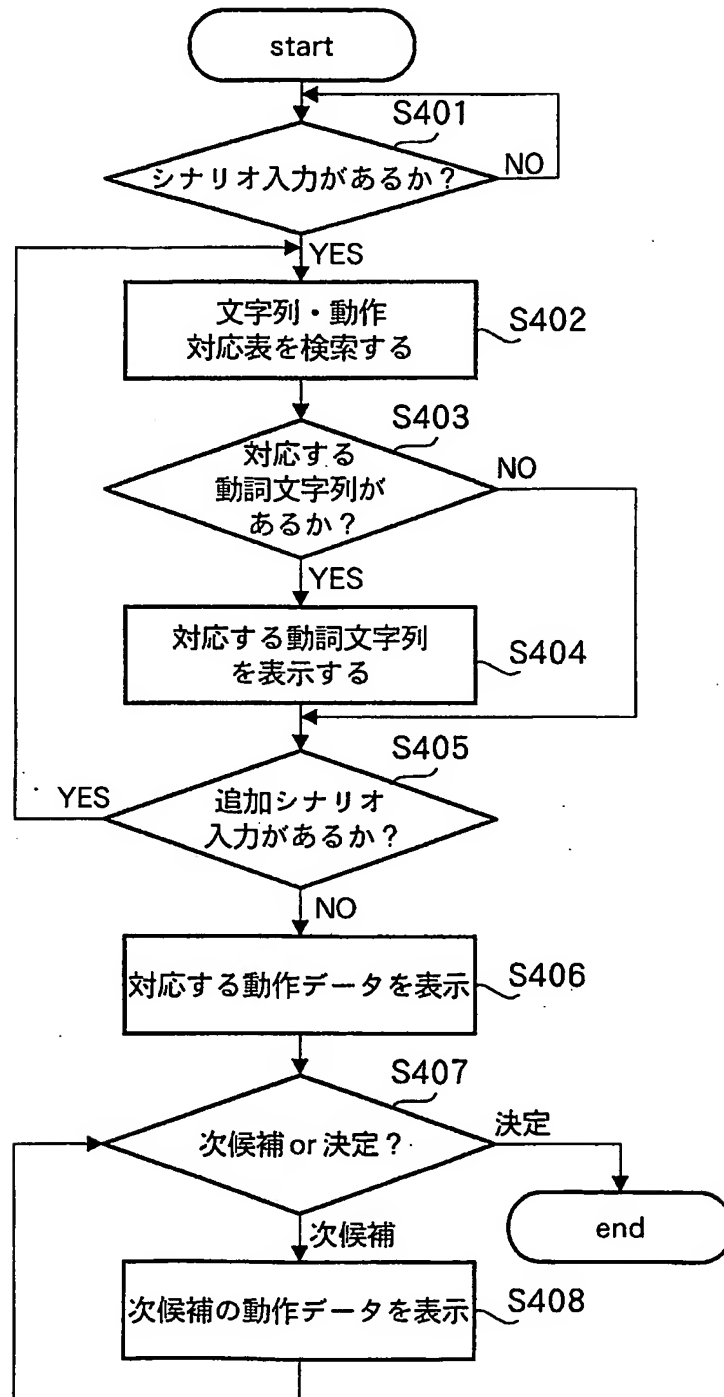 start
S401
シナリオ入力があるか？
NO
YES
文字列・動作
対応表を検索する
S402
S403
対応する
動詞文字列が
あるか？
NO
YES
対応する動詞文字列
を表示する
S404
S405
YES
追加シナリオ
入力があるか？
NO
対応する動作データを表示
S406
S407
次候補 or 決定？
決定
end
次候補
次候補の動作データを表示
S408